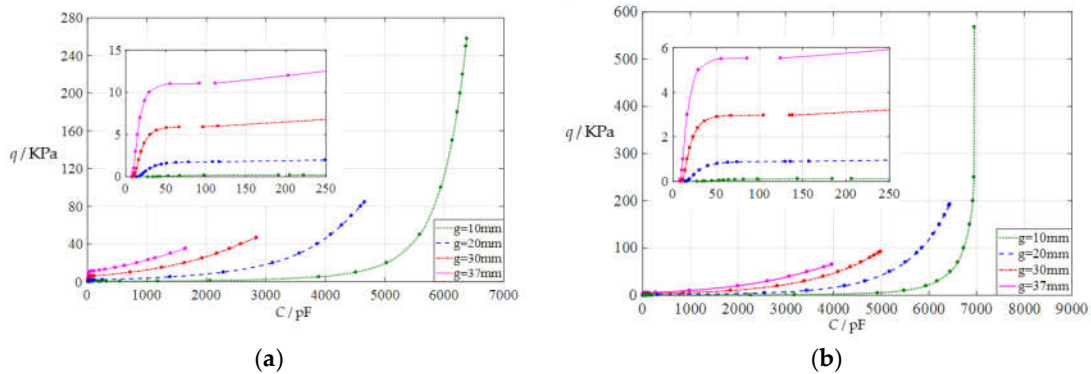 280
240
200
160
120
80
40
0
q / KPa
0 1000 2000 3000 4000 5000 6000 7000
C / pF
15
10
5
0
0 50 100 150 200 250
g=10mm
g=20mm
g=30mm
g=37mm
(a)
600
500
400
300
200
100
0
q / KPa
0 1000 2000 3000 4000 5000 6000 7000 8000 9000
C / pF
6
4
2
0
0 50 100 150 200 250
g=10mm
g=20mm
g=30mm
g=37mm
(b)